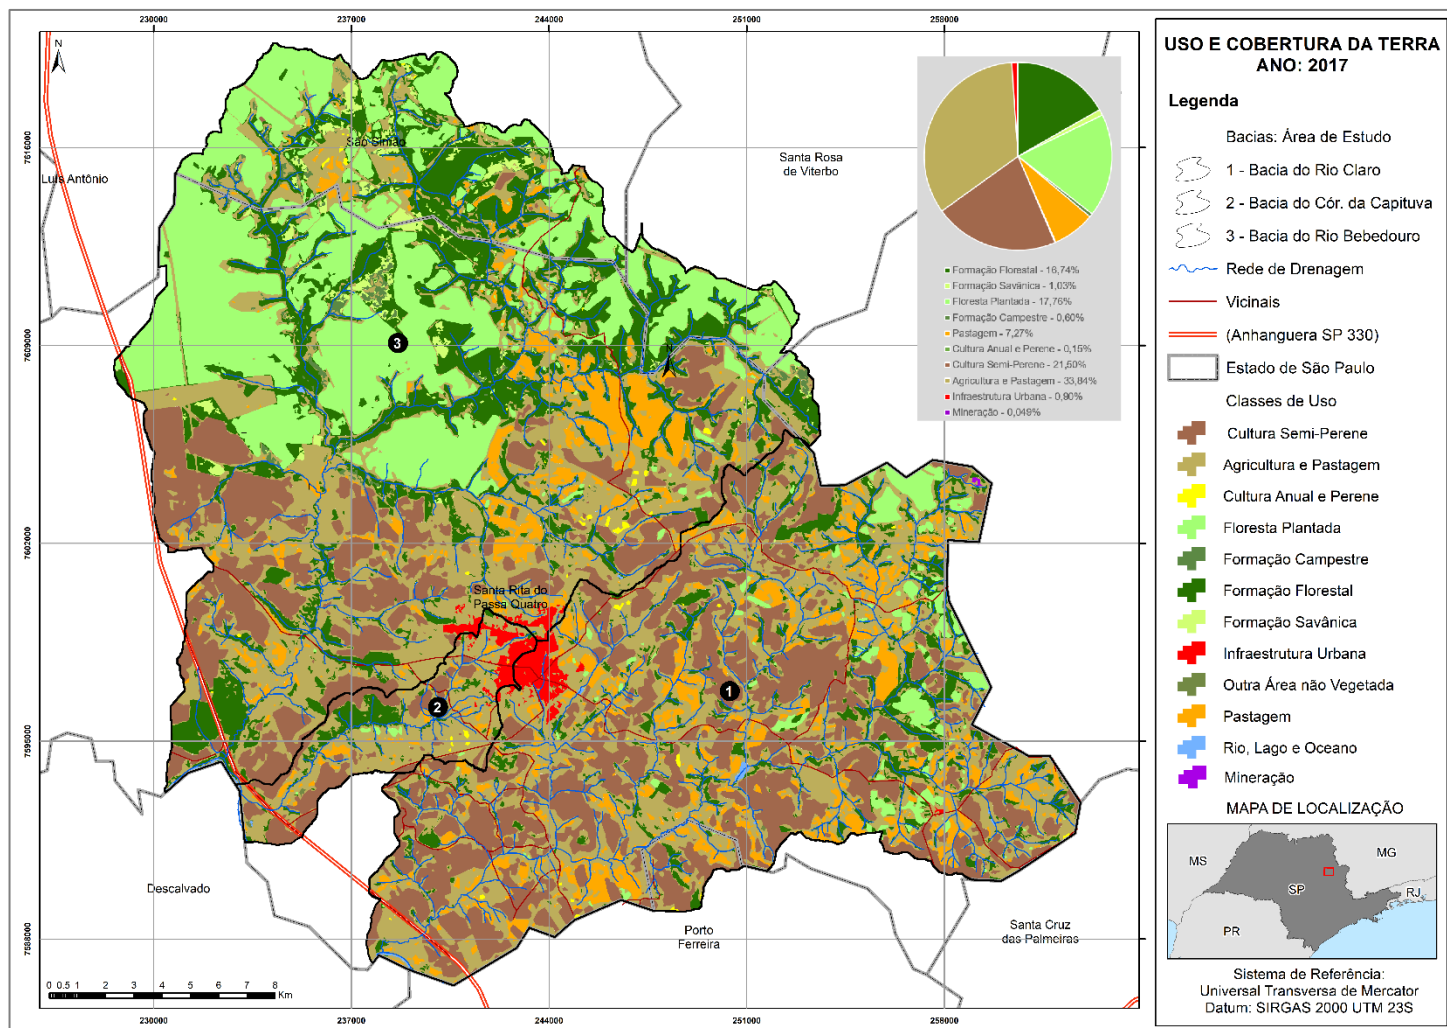 230000
237000
244000
251000
258000
N
7616000
7609000
7602000
7595000
7588000
São Simão
Luís Antônio
Santa Rosa
de Viterbo
3
N
Santa Rita do
Passa Quatro
2
1
Descalvado
Porto
Ferreira
Santa Cruz
das Palmeiras
0 0.5 1 2 3 4 5 6 7 8
Km
230000
237000
244000
251000
258000
Formação Florestal - 16,74%
Formação Savânica - 1,03%
Floresta Plantada - 17,76%
Formação Campestre - 0,60%
Pastagem - 7,27%
Cultura Anual e Perene - 0,15%
Cultura Semi-Perene - 21,50%
Agricultura e Pastagem - 33,84%
Infraestrutura Urbana - 0,90%
Mineração - 0,049%
USO E COBERTURA DA TERRA
ANO: 2017
Legenda
Bacias: Área de Estudo
1 - Bacia do Rio Claro
2 - Bacia do Cór. da Capituva
3 - Bacia do Rio Bebedouro
Rede de Drenagem
Vicinais
(Anhanguera SP 330)
Estado de São Paulo
Classes de Uso
Cultura Semi-Perene
Agricultura e Pastagem
Cultura Anual e Perene
Floresta Plantada
Formação Campestre
Formação Florestal
Formação Savânica
Infraestrutura Urbana
Outra Área não Vegetada
Pastagem
Rio, Lago e Oceano
Mineração
MAPA DE LOCALIZAÇÃO
MS
MG
SP
RJ
PR
Sistema de Referência:
Universal Transversa de Mercator
Datum: SIRGAS 2000 UTM 23S